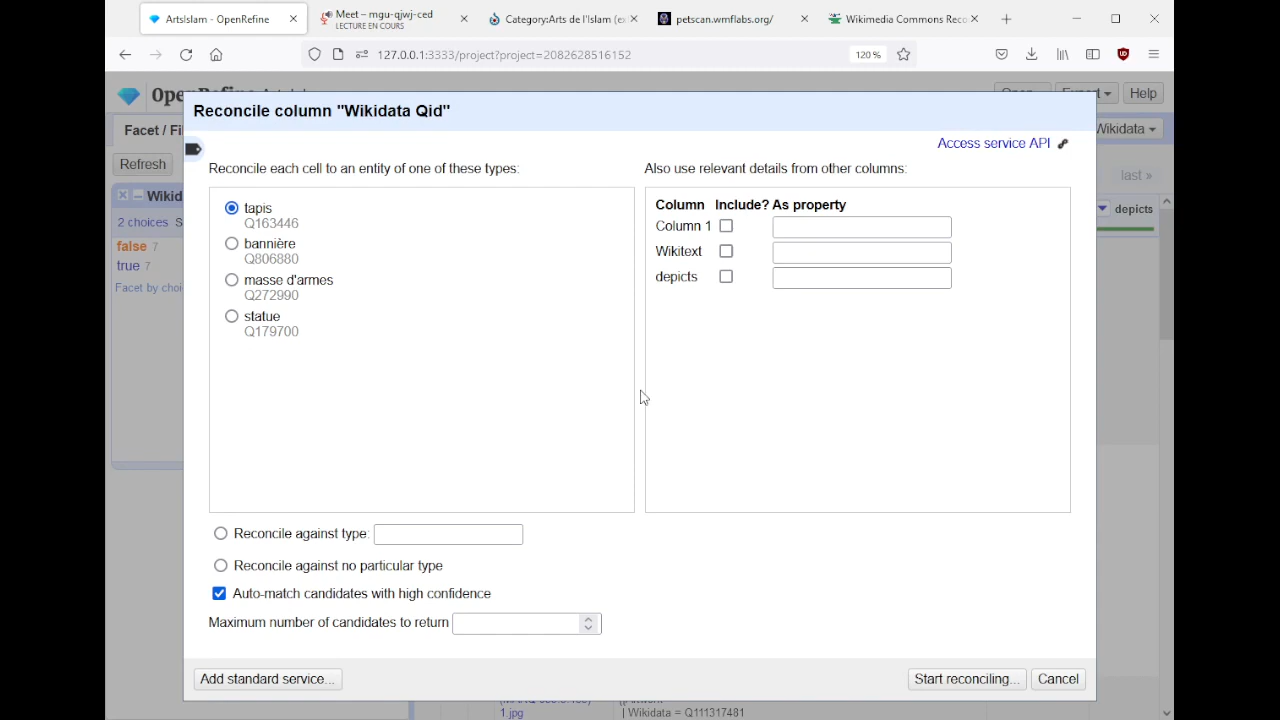 ArtsIslam - OpenRefine
Meet – mgu-qjwj-ced
LECTURE EN COURS
Category:Arts de l'Islam (e
petscan.wmflabs.org/
Wikimedia Commons Reco
127.0.0.1:3333/project?project=2082628516152
120 %
Help
Facet / Fi
Wikidata
Reconcile column "Wikidata Qid"
Access service API
Refresh
last »
Reconcile each cell to an entity of one of these types:
Also use relevant details from other columns:
Wikid
2 choices S
false 7
true 7
Facet by choi
depicts
tapis
Q163446
bannière
Q806880
masse d'armes
Q272990
statue
Q179700
Column Include? As property
Column 1
Wikitext
depicts
Reconcile against type:
Reconcile against no particular type
Auto-match candidates with high confidence
Maximum number of candidates to return
Add standard service...
Start reconciling...
Cancel
1.jpg
| Wikidata = Q111317481